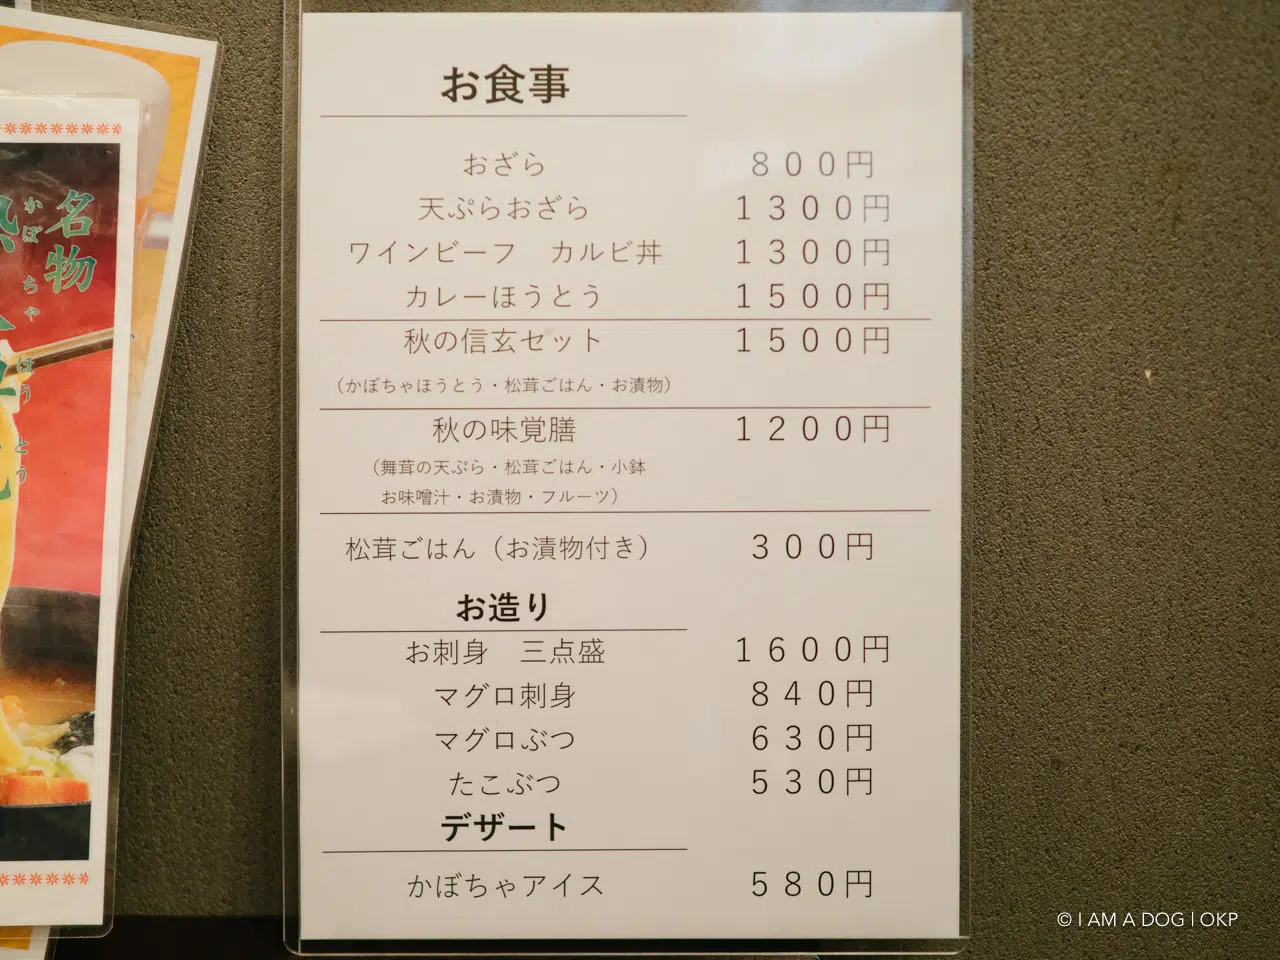 お食事
おざら　８００円
天ぷらおざら　１３００円
ワインビーフ　カルビ丼　１３００円
カレーほうとう　１５００円
秋の信玄セット　１５００円
（かぼちゃほうとう・松茸ごはん・お漬物）
秋の味覚膳　１２００円
（舞茸の天ぷら・松茸ごはん・小鉢
お味噌汁・お漬物・フルーツ）
松茸ごはん（お漬物付き）　３００円
お造り
お刺身　三点盛　１６００円
マグロ刺身　８４０円
マグロぶつ　６３０円
たこぶつ　５３０円
デザート
かぼちゃアイス　５８０円
名物
かぼちゃほうとう
© I AM A DOG | OKP